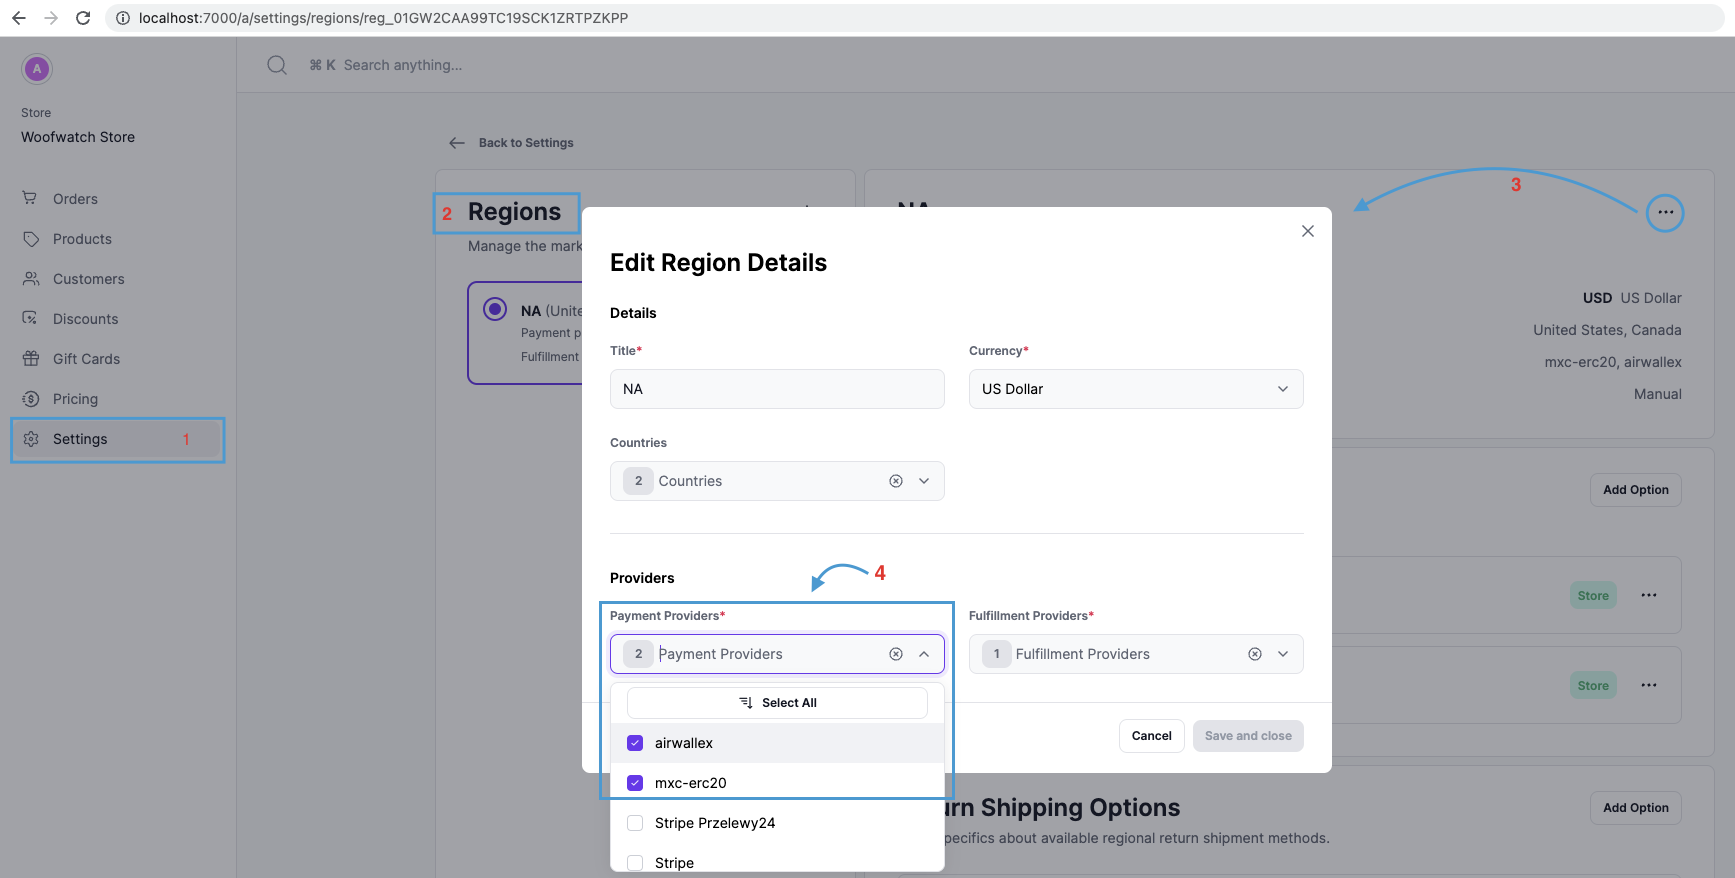 localhost:7000/a/settings/regions/reg_01GW2CAA99TC19SCK1ZRTPZKPP
A
⌘ K Search anything...
Store
Woofwatch Store
Orders
Products
Customers
Discounts
Gift Cards
Pricing
Settings 1
Back to Settings
2 Regions
Manage the mark
NA (Unite
Payment p
Fulfillment
NA
3
USD US Dollar
United States, Canada
mxc-erc20, airwallex
Manual
Add Option
Store
Store
Edit Region Details
Details
Title*
NA
Currency*
US Dollar
Countries
2 Countries
Providers
4
Payment Providers*
2 Payment Providers
Select All
airwallex
mxc-erc20
Stripe Przelewy24
Stripe
Fulfillment Providers*
1 Fulfillment Providers
Cancel
Save and close
urn Shipping Options
pecifics about available regional return shipment methods.
Add Option